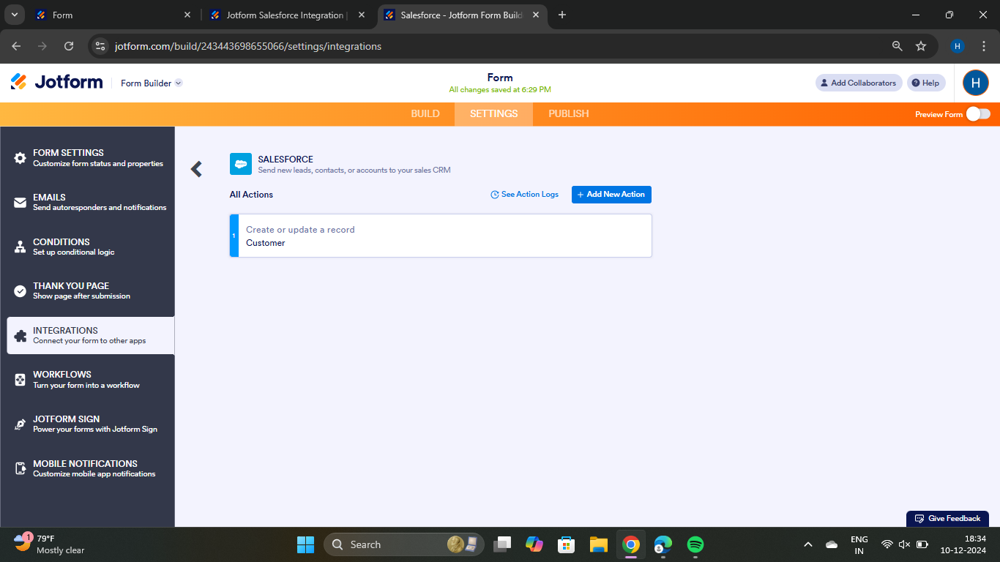 Form
Jotform Salesforce Integration
Salesforce - Jotform Form Build
jotform.com/build/243443698655066/settings/integrations
H
Jotform
Form Builder
Form
All changes saved at 6:29 PM
Add Collaborators
Help
H
BUILD
SETTINGS
PUBLISH
Preview Form
FORM SETTINGS
Customize form status and properties
EMAILS
Send autoresponders and notifications
CONDITIONS
Set up conditional logic
THANK YOU PAGE
Show page after submission
INTEGRATIONS
Connect your form to other apps
WORKFLOWS
Turn your form into a workflow
JOTFORM SIGN
Power your forms with Jotform Sign
MOBILE NOTIFICATIONS
Customize mobile app notifications
SALESFORCE
Send new leads, contacts, or accounts to your sales CRM
All Actions
See Action Logs
+ Add New Action
1
Create or update a record
Customer
Give Feedback
1
79°F
Mostly clear
Search
ENG
IN
18:34
10-12-2024